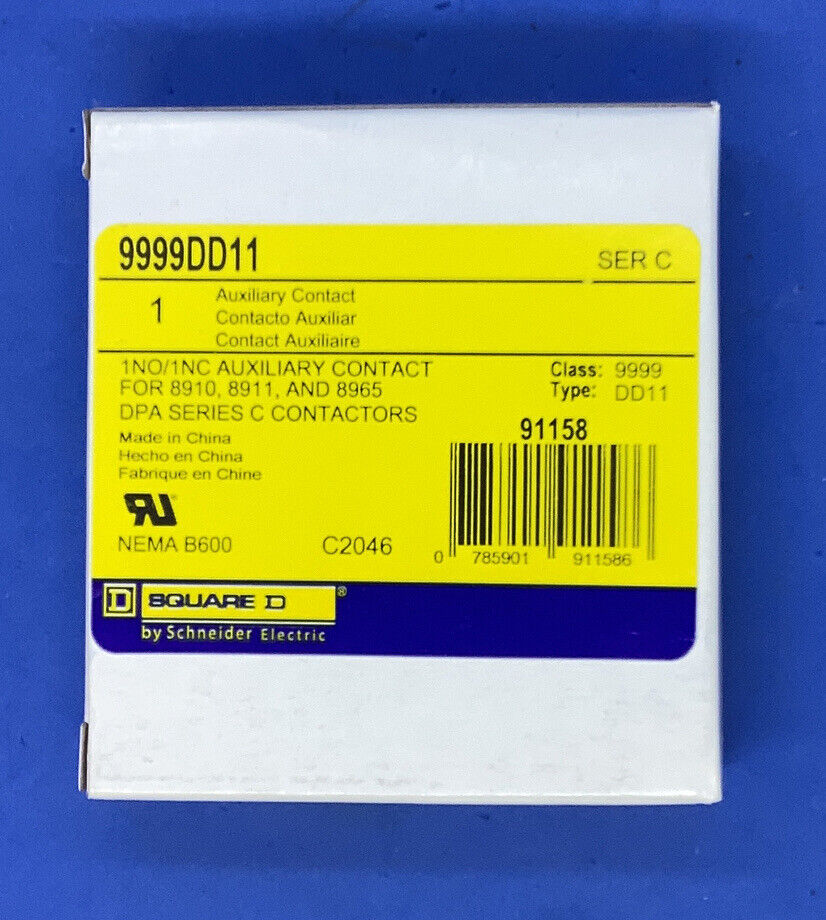 9999DD11
SER C
1
Auxiliary Contact
Contacto Auxiliar
Contact Auxiliaire
1NO/1NC AUXILIARY CONTACT
FOR 8910, 8911, AND 8965
DPA SERIES C CONTACTORS
Class: 9999
Type: DD11
Made in China
Hecho en China
Fabrique en Chine
91158
RU®
NEMA B600
C2046
0 785901 911586
D SQUARE D ®
by Schneider Electric